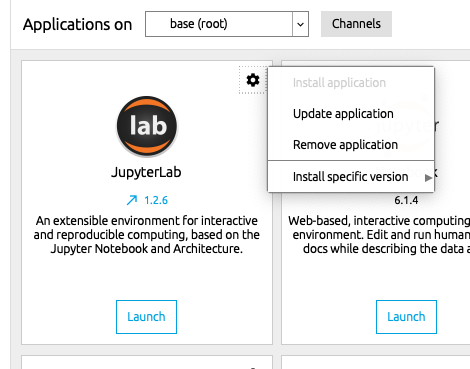 Applications on
base (root)
Channels
Install application
Update application
Remove application
Install specific version
lab
JupyterLab
1.2.6
An extensible environment for interactive
and reproducible computing, based on the
Jupyter Notebook and Architecture.
Launch
6.1.4
Web-based, interactive computing
environment. Edit and run human
docs while describing the data a
Launch